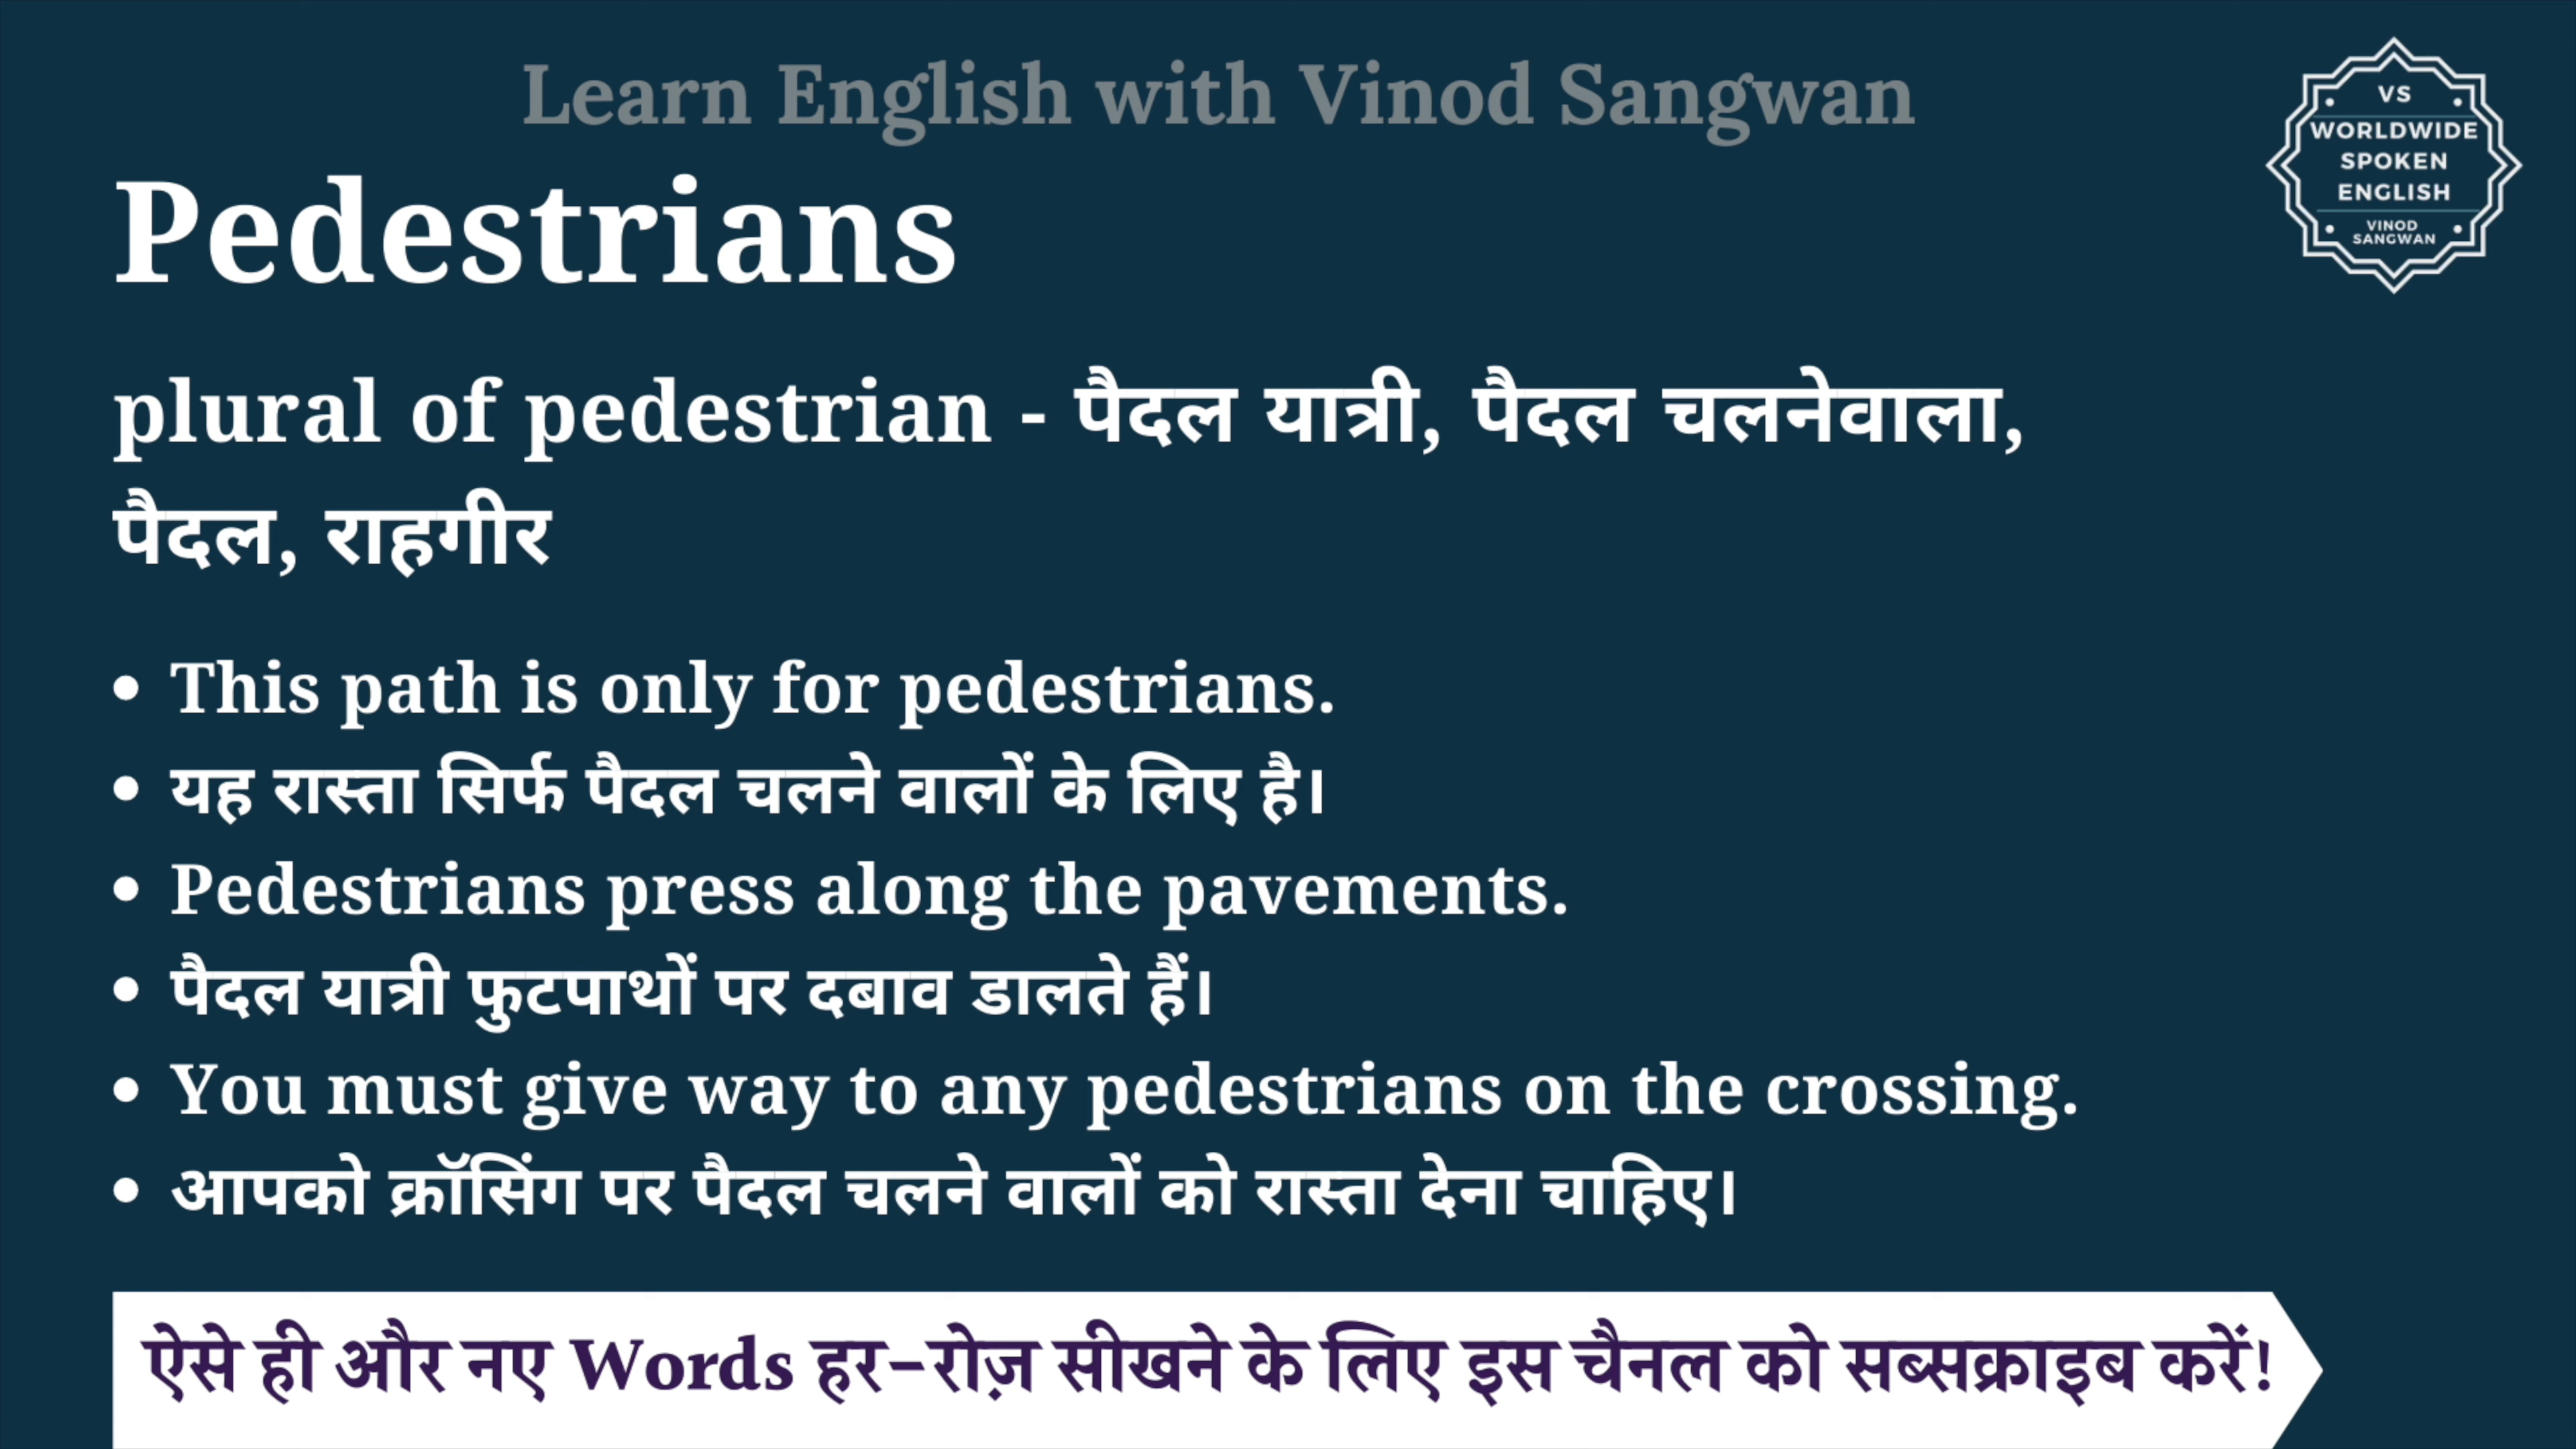 Learn English with Vinod Sangwan
VS
WORLDWIDE
SPOKEN
ENGLISH
VINOD
SANGWAN
Pedestrians
plural of pedestrian - पैदल यात्री, पैदल चलनेवाला,
पैदल, राहगीर
• This path is only for pedestrians.
• यह रास्ता सिर्फ पैदल चलने वालों के लिए है।
• Pedestrians press along the pavements.
• पैदल यात्री फुटपाथों पर दबाव डालते हैं।
• You must give way to any pedestrians on the crossing.
• आपको क्रॉसिंग पर पैदल चलने वालों को रास्ता देना चाहिए।
ऐसे ही और नए Words हर-रोज़ सीखने के लिए इस चैनल को सब्सक्राइब करें!